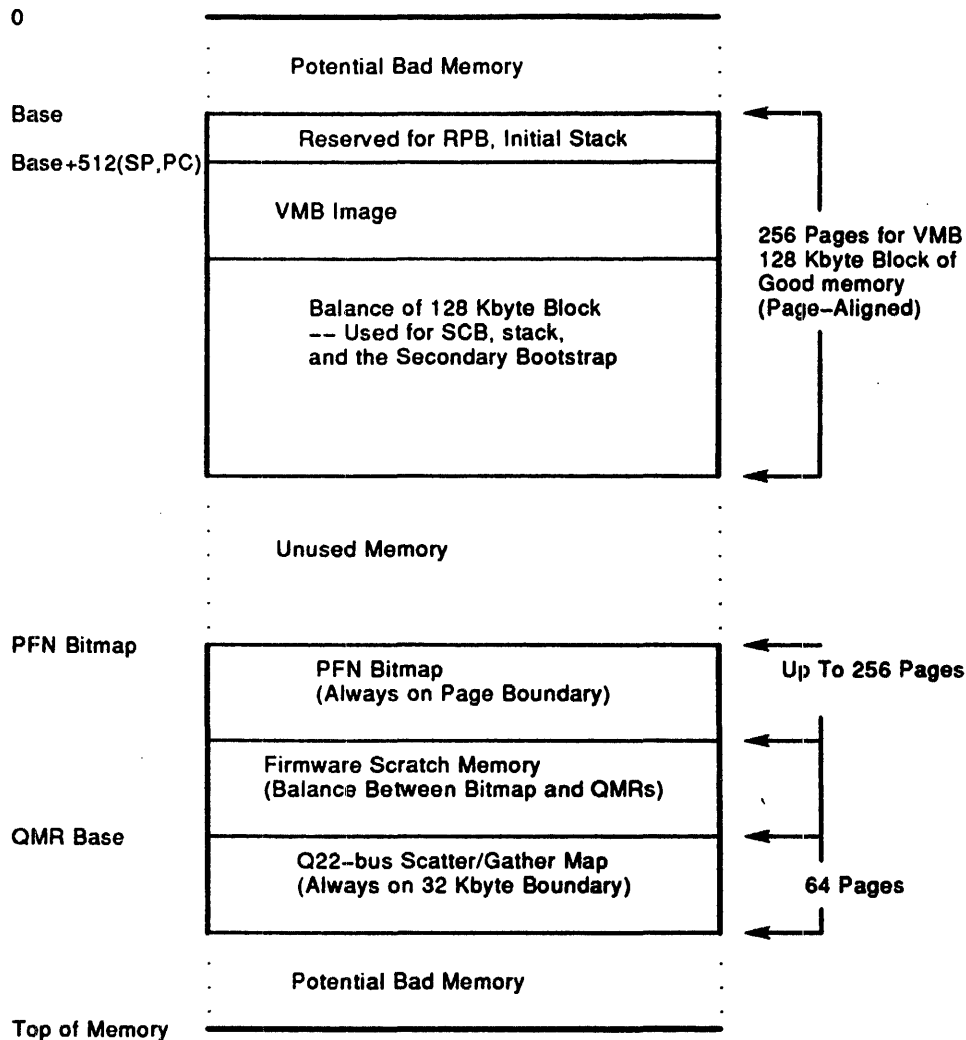 0
Potential Bad Memory
Base
Reserved for RPB, Initial Stack
Base+512(SP,PC)
VMB Image
256 Pages for VMB
128 Kbyte Block of
Good memory
(Page-Aligned)
Balance of 128 Kbyte Block
-- Used for SCB, stack,
and the Secondary Bootstrap
Unused Memory
PFN Bitmap
PFN Bitmap
(Always on Page Boundary)
Up To 256 Pages
Firmware Scratch Memory
(Balance Between Bitmap and QMRs)
QMR Base
Q22-bus Scatter/Gather Map
(Always on 32 Kbyte Boundary)
64 Pages
Potential Bad Memory
Top of Memory